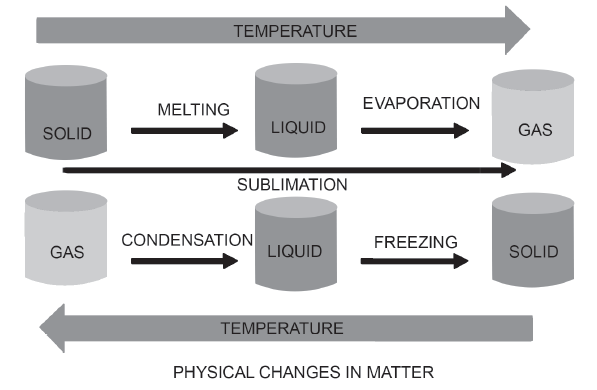 TEMPERATURE
SOLID
MELTING
LIQUID
EVAPORATION
GAS
SUBLIMATION
GAS
CONDENSATION
LIQUID
FREEZING
SOLID
TEMPERATURE
PHYSICAL CHANGES IN MATTER